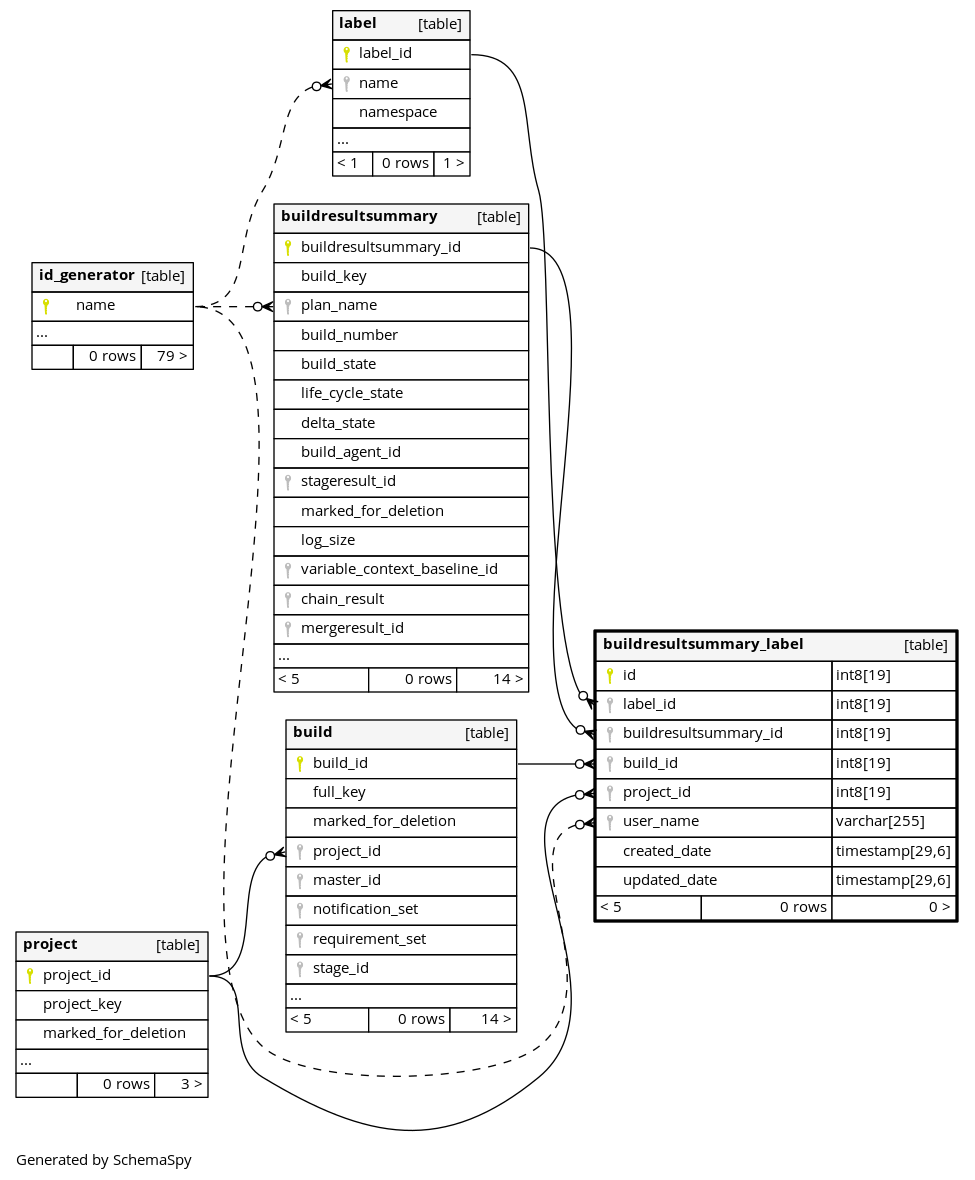 label [table]
label_id
name
namespace
...
< 1 0 rows 1 >
buildresultsummary [table]
buildresultsummary_id
build_key
plan_name
build_number
build_state
life_cycle_state
delta_state
build_agent_id
stageresult_id
marked_for_deletion
log_size
variable_context_baseline_id
chain_result
mergeresult_id
...
< 5 0 rows 14 >
id_generator [table]
name
...
0 rows 79 >
buildresultsummary_label [table]
id int8[19]
label_id int8[19]
buildresultsummary_id int8[19]
build_id int8[19]
project_id int8[19]
user_name varchar[255]
created_date timestamp[29,6]
updated_date timestamp[29,6]
< 5 0 rows 0 >
build [table]
build_id
full_key
marked_for_deletion
project_id
master_id
notification_set
requirement_set
stage_id
...
< 5 0 rows 14 >
project [table]
project_id
project_key
marked_for_deletion
...
0 rows 3 >
Generated by SchemaSpy